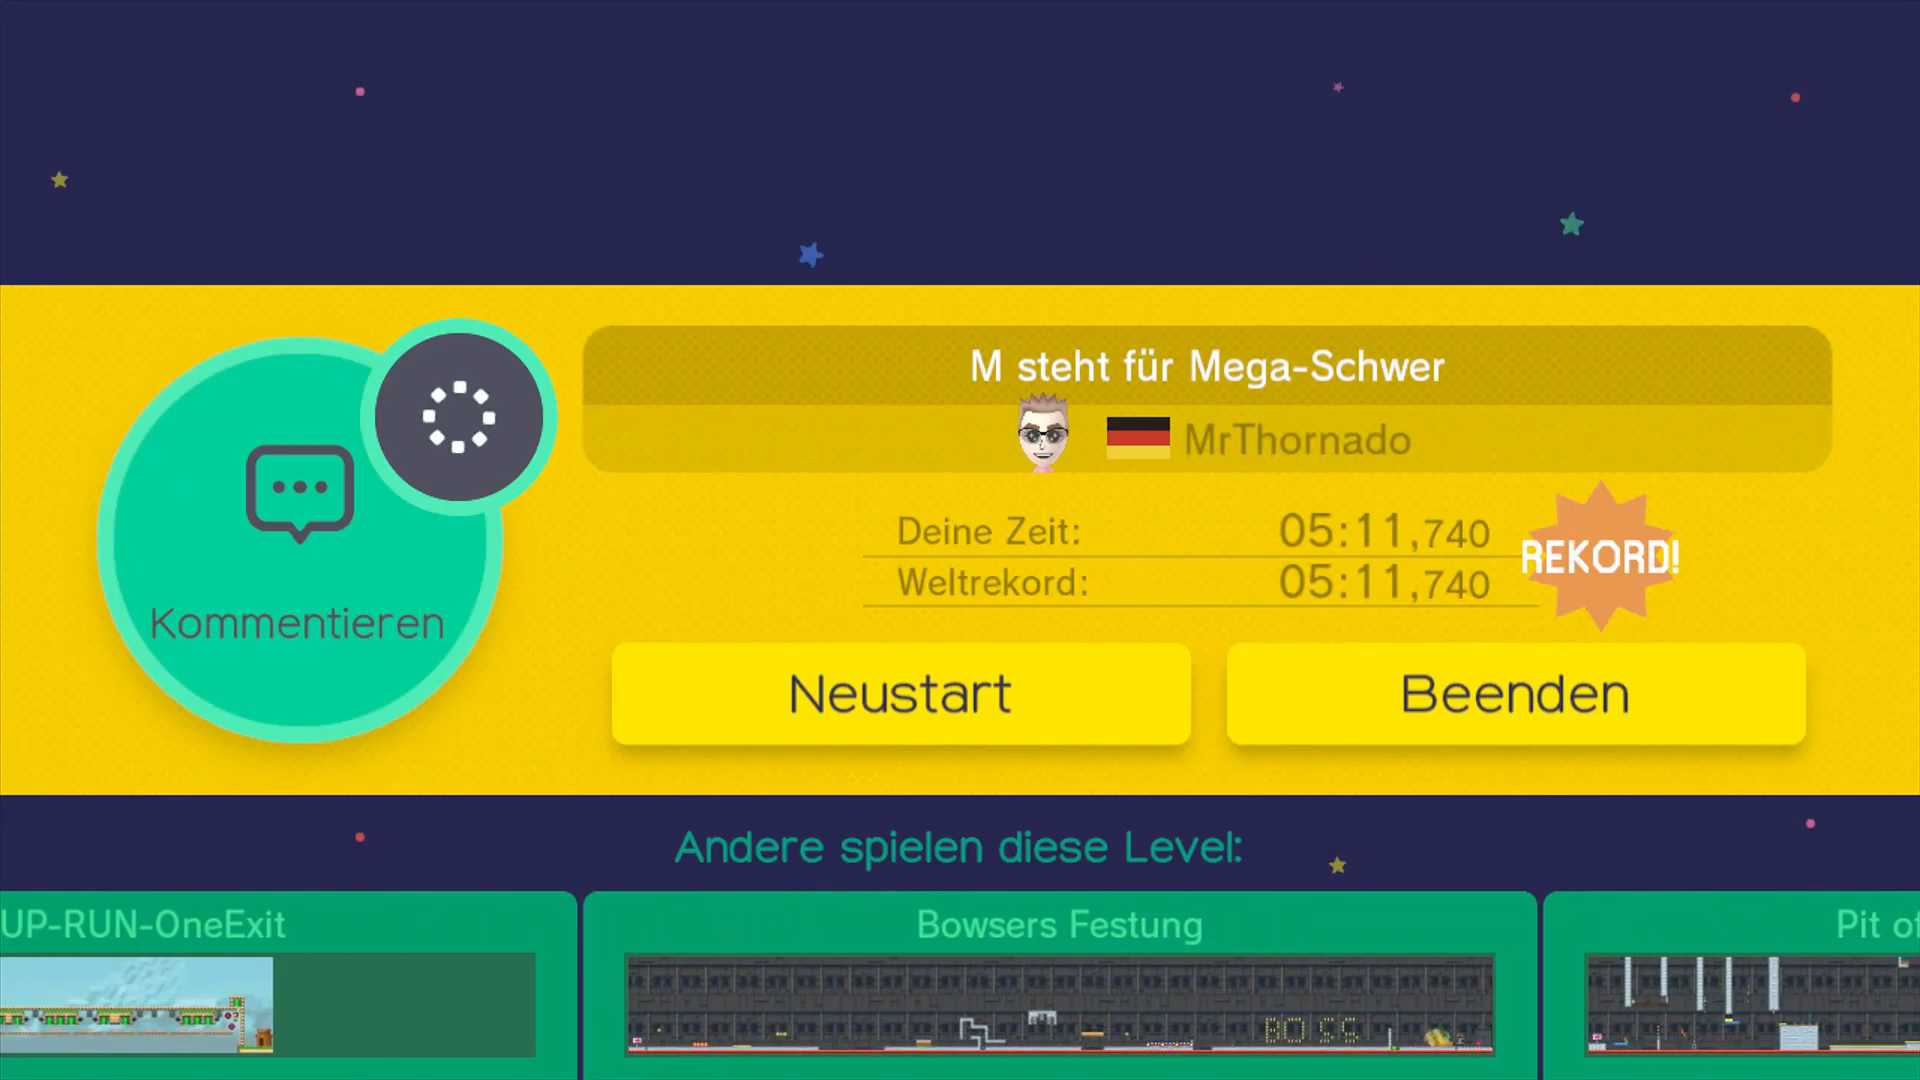 M steht für Mega-Schwer
MrThornado
Deine Zeit: 05:11,740
Weltrekord: 05:11,740
REKORD!
Kommentieren
Neustart
Beenden
Andere spielen diese Level:
UP-RUN-OneExit
Bowsers Festung
BOSS
Pit of